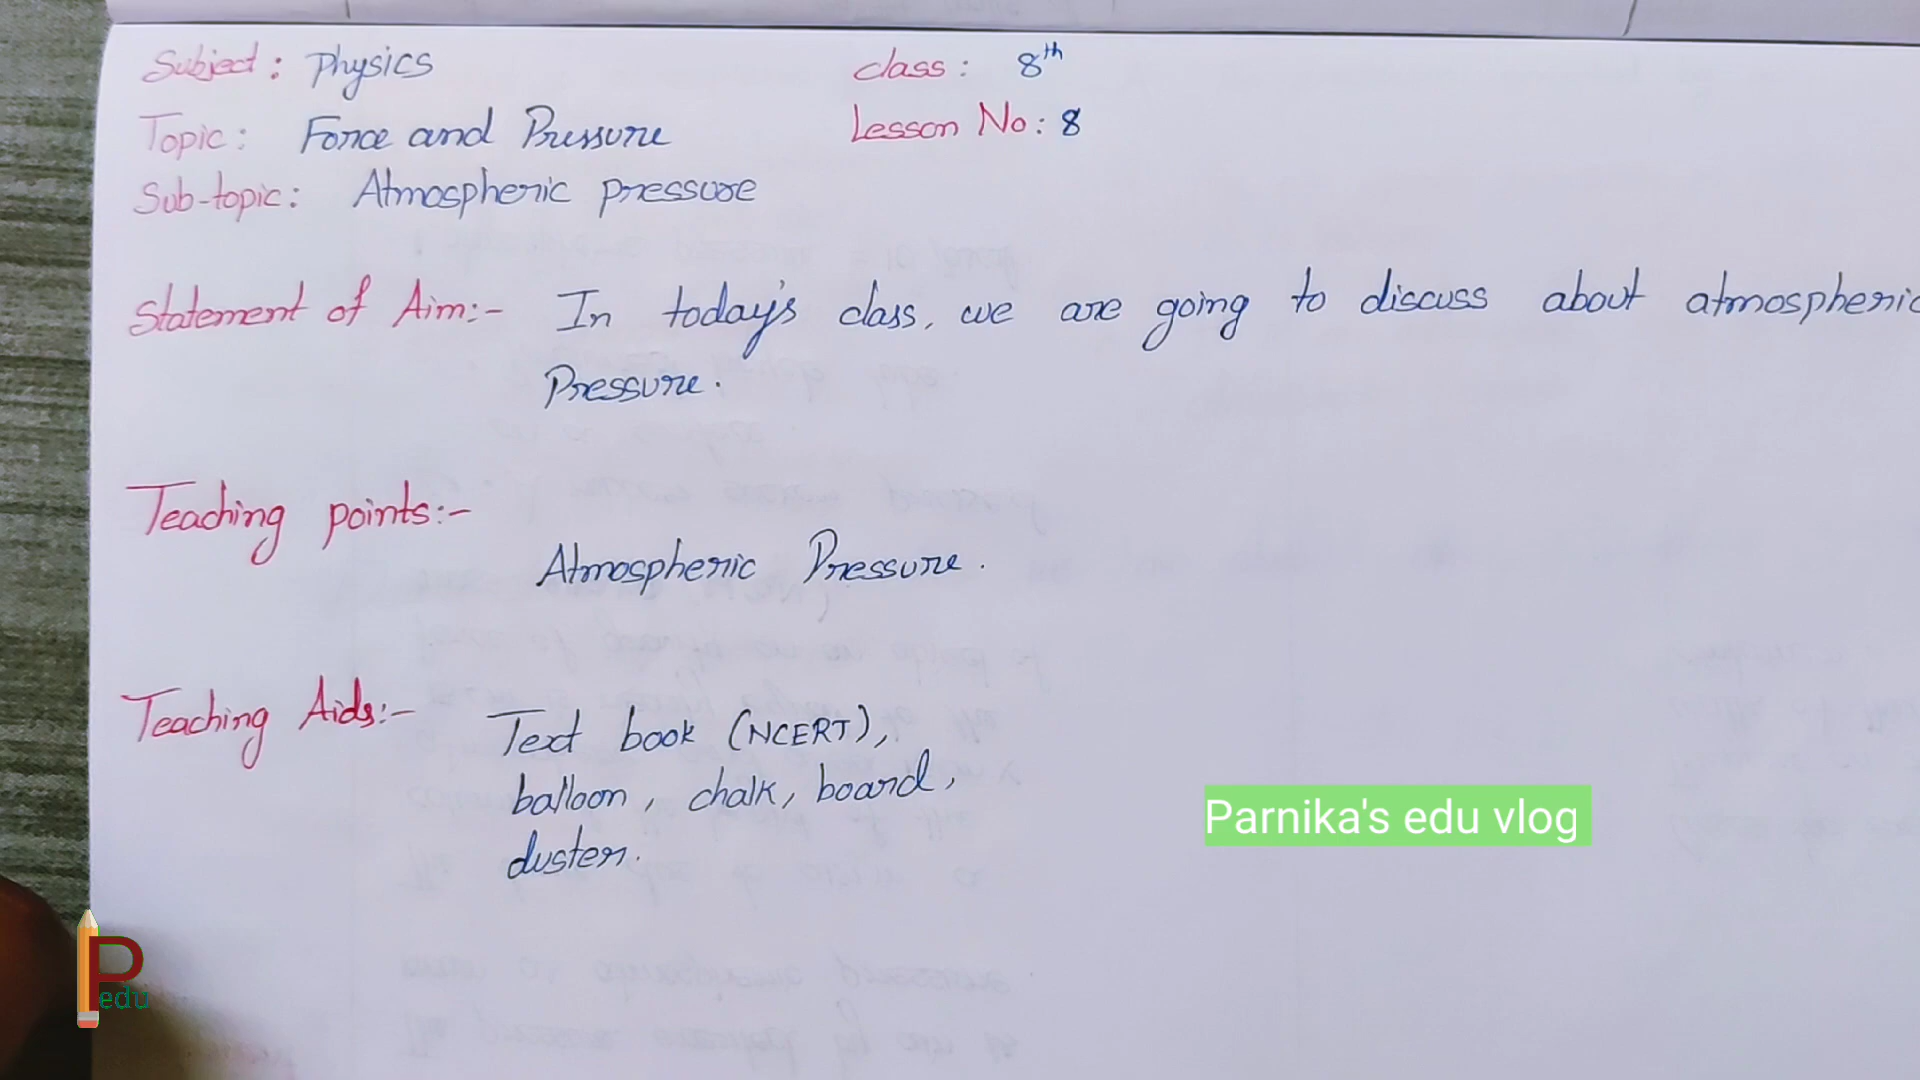 Subject: Physics
Class: 8th
Topic: Force and Pressure
Lesson No: 8
Sub-topic: Atmospheric pressure
Statement of Aim:- In today's class, we are going to discuss about atmospheric
Pressure.
Teaching points:-
Atmospheric Pressure.
Teaching Aids:- Text book (NCERT),
balloon, chalk, board,
duster.
Parnika's edu vlog
P
edu